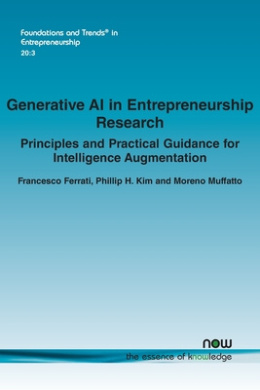 Foundations and Trends® in
Entrepreneurship
20:3
Generative AI in Entrepreneurship
Research
Principles and Practical Guidance for
Intelligence Augmentation
Francesco Ferrati, Phillip H. Kim and Moreno Muffatto
now
the essence of knowledge